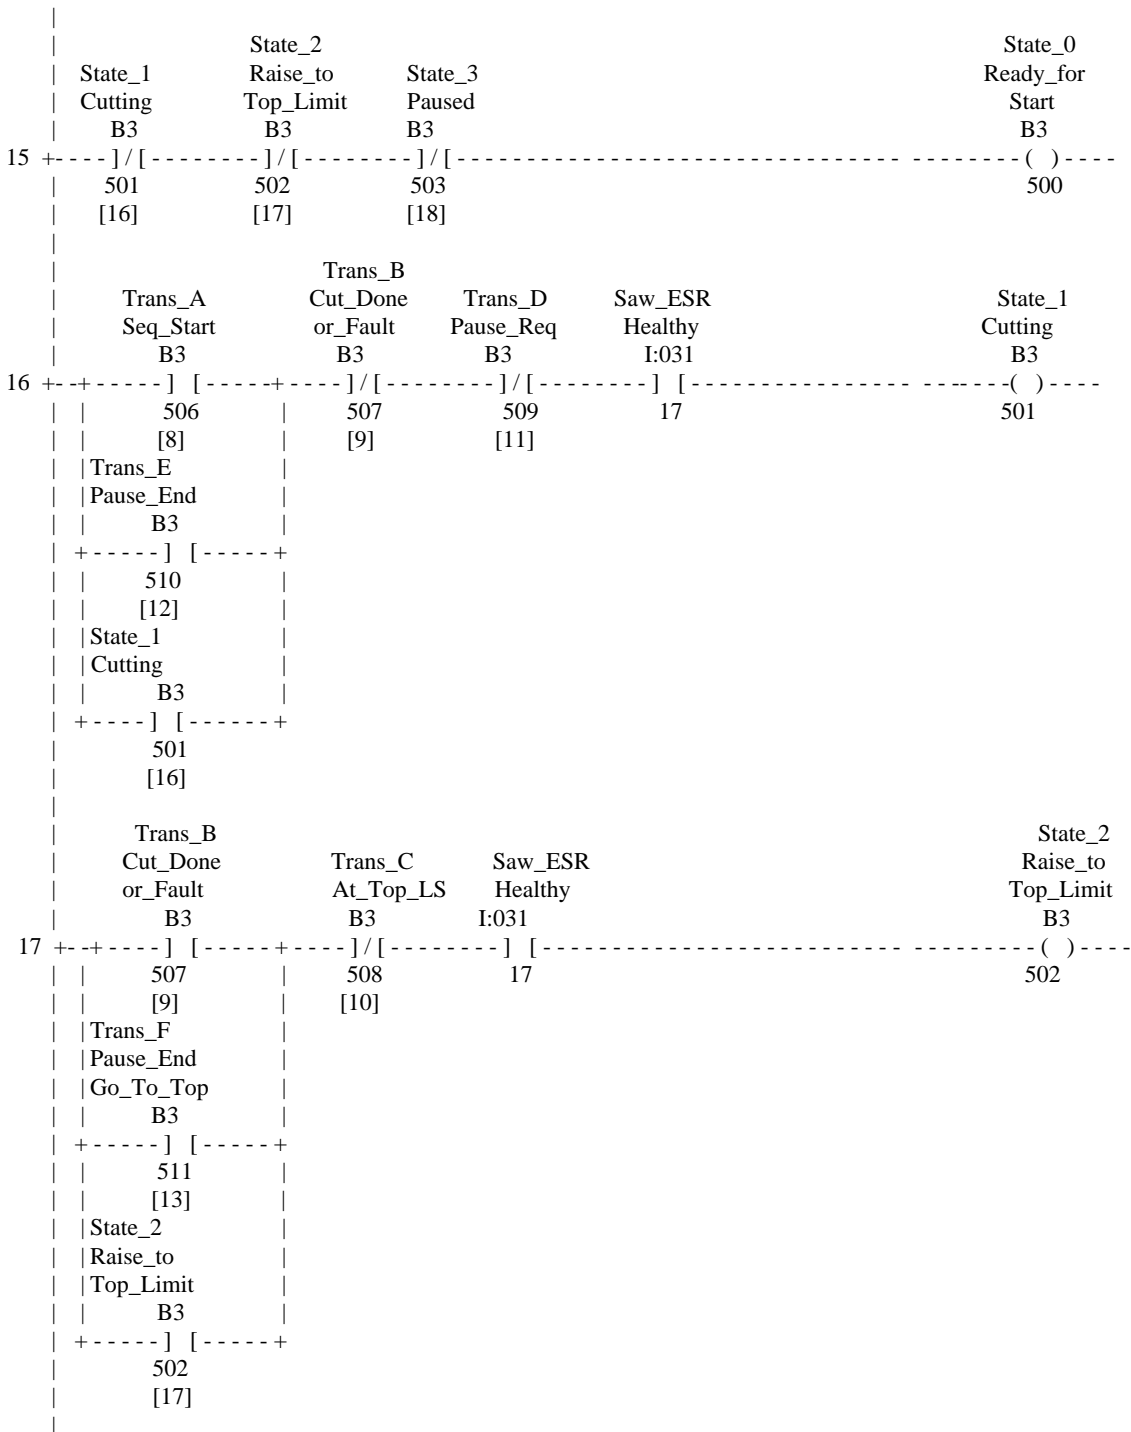 |
| State_2 State_0
| State_1 Raise_to State_3 Ready_for
| Cutting Top_Limit Paused Start
| B3 B3 B3 B3
15 +- - - - ] / [ - - - - - - - - ] / [ - - - - - - - - ] / [ - - - - - - - - - - - - - - - - - - - - - - - - - - - - - - - - - - - - - - - - - ( ) - - - -
| 501 502 503 500
| [16] [17] [18]
|
| Trans_B
| Trans_A Cut_Done Trans_D Saw_ESR State_1
| Seq_Start or_Fault Pause_Req Healthy Cutting
| B3 B3 B3 I:031 B3
16 +--+ - - - - - ] [ - - - - -+ - - - - ] / [ - - - - - - - - ] / [ - - - - - - - - ] [ - - - - - - - - - - - - - - - - - ------( ) - - - -
| | 506 | 507 509 17 501
| | [8] | [9] [11]
| | Trans_E |
| | Pause_End |
| | B3 |
| + - - - - - ] [ - - - - - +
| | 510 |
| | [12] |
| | State_1 |
| | Cutting |
| | B3 |
| + - - - - ] [ - - - - - - +
| 501
| [16]
|
| Trans_B State_2
| Cut_Done Trans_C Saw_ESR Raise_to
| or_Fault At_Top_LS Healthy Top_Limit
| B3 B3 I:031 B3
17 +--+ - - - - ] [ - - - - - + - - - - ] / [ - - - - - - - - ] [ - - - - - - - - - - - - - - - - - - - - - - - - - - - - - - - - - - - ( ) - - - -
| | 507 | 508 17 502
| | [9] | [10]
| | Trans_F |
| | Pause_End |
| | Go_To_Top |
| | B3 |
| + - - - - - ] [ - - - - - +
| | 511 |
| | [13] |
| | State_2 |
| | Raise_to |
| | Top_Limit |
| | B3 |
| + - - - - - ] [ - - - - - +
| 502
| [17]
|